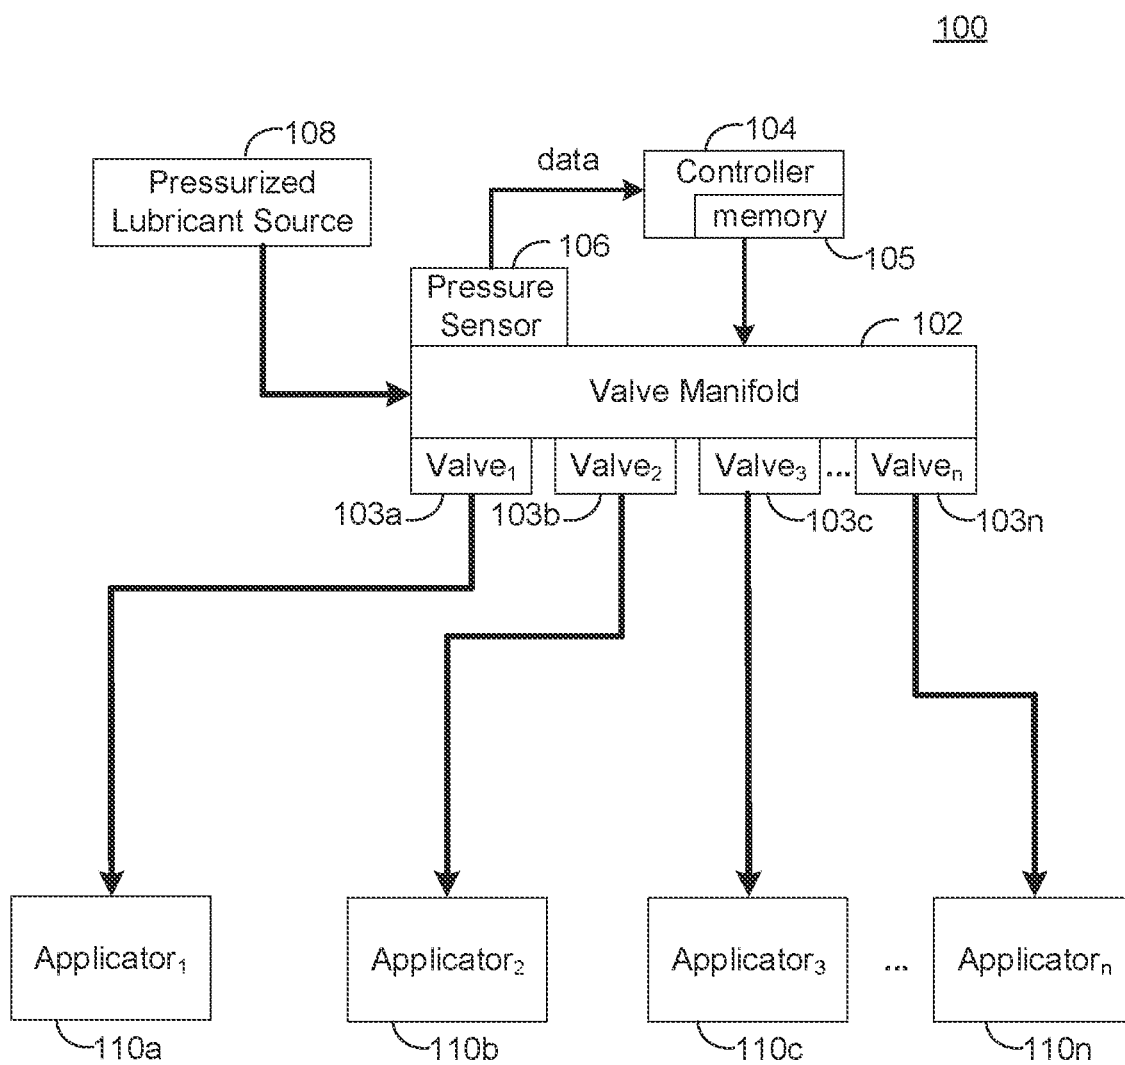 100
108
104
Pressurized
Lubricant Source
data
Controller
memory
106
105
Pressure
Sensor
102
Valve Manifold
Valve₁ Valve₂ Valve₃ ... Valveₙ
103a 103b 103c 103n
Applicator₁ Applicator₂ Applicator₃ ... Applicatorₙ
110a 110b 110c 110n